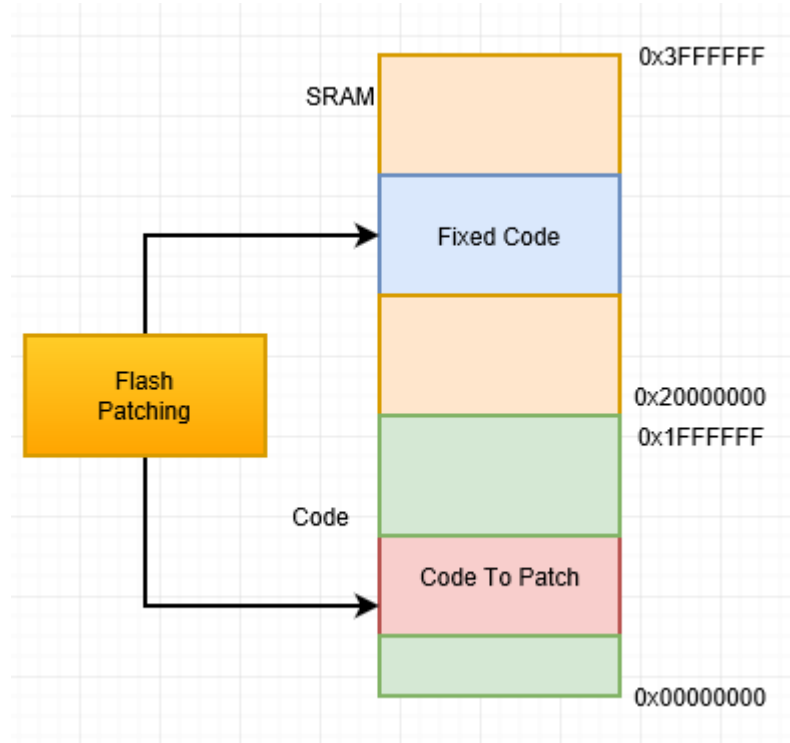 0x3FFFFFF
SRAM
Fixed Code
Flash
Patching
0x20000000
0x1FFFFFF
Code
Code To Patch
0x00000000